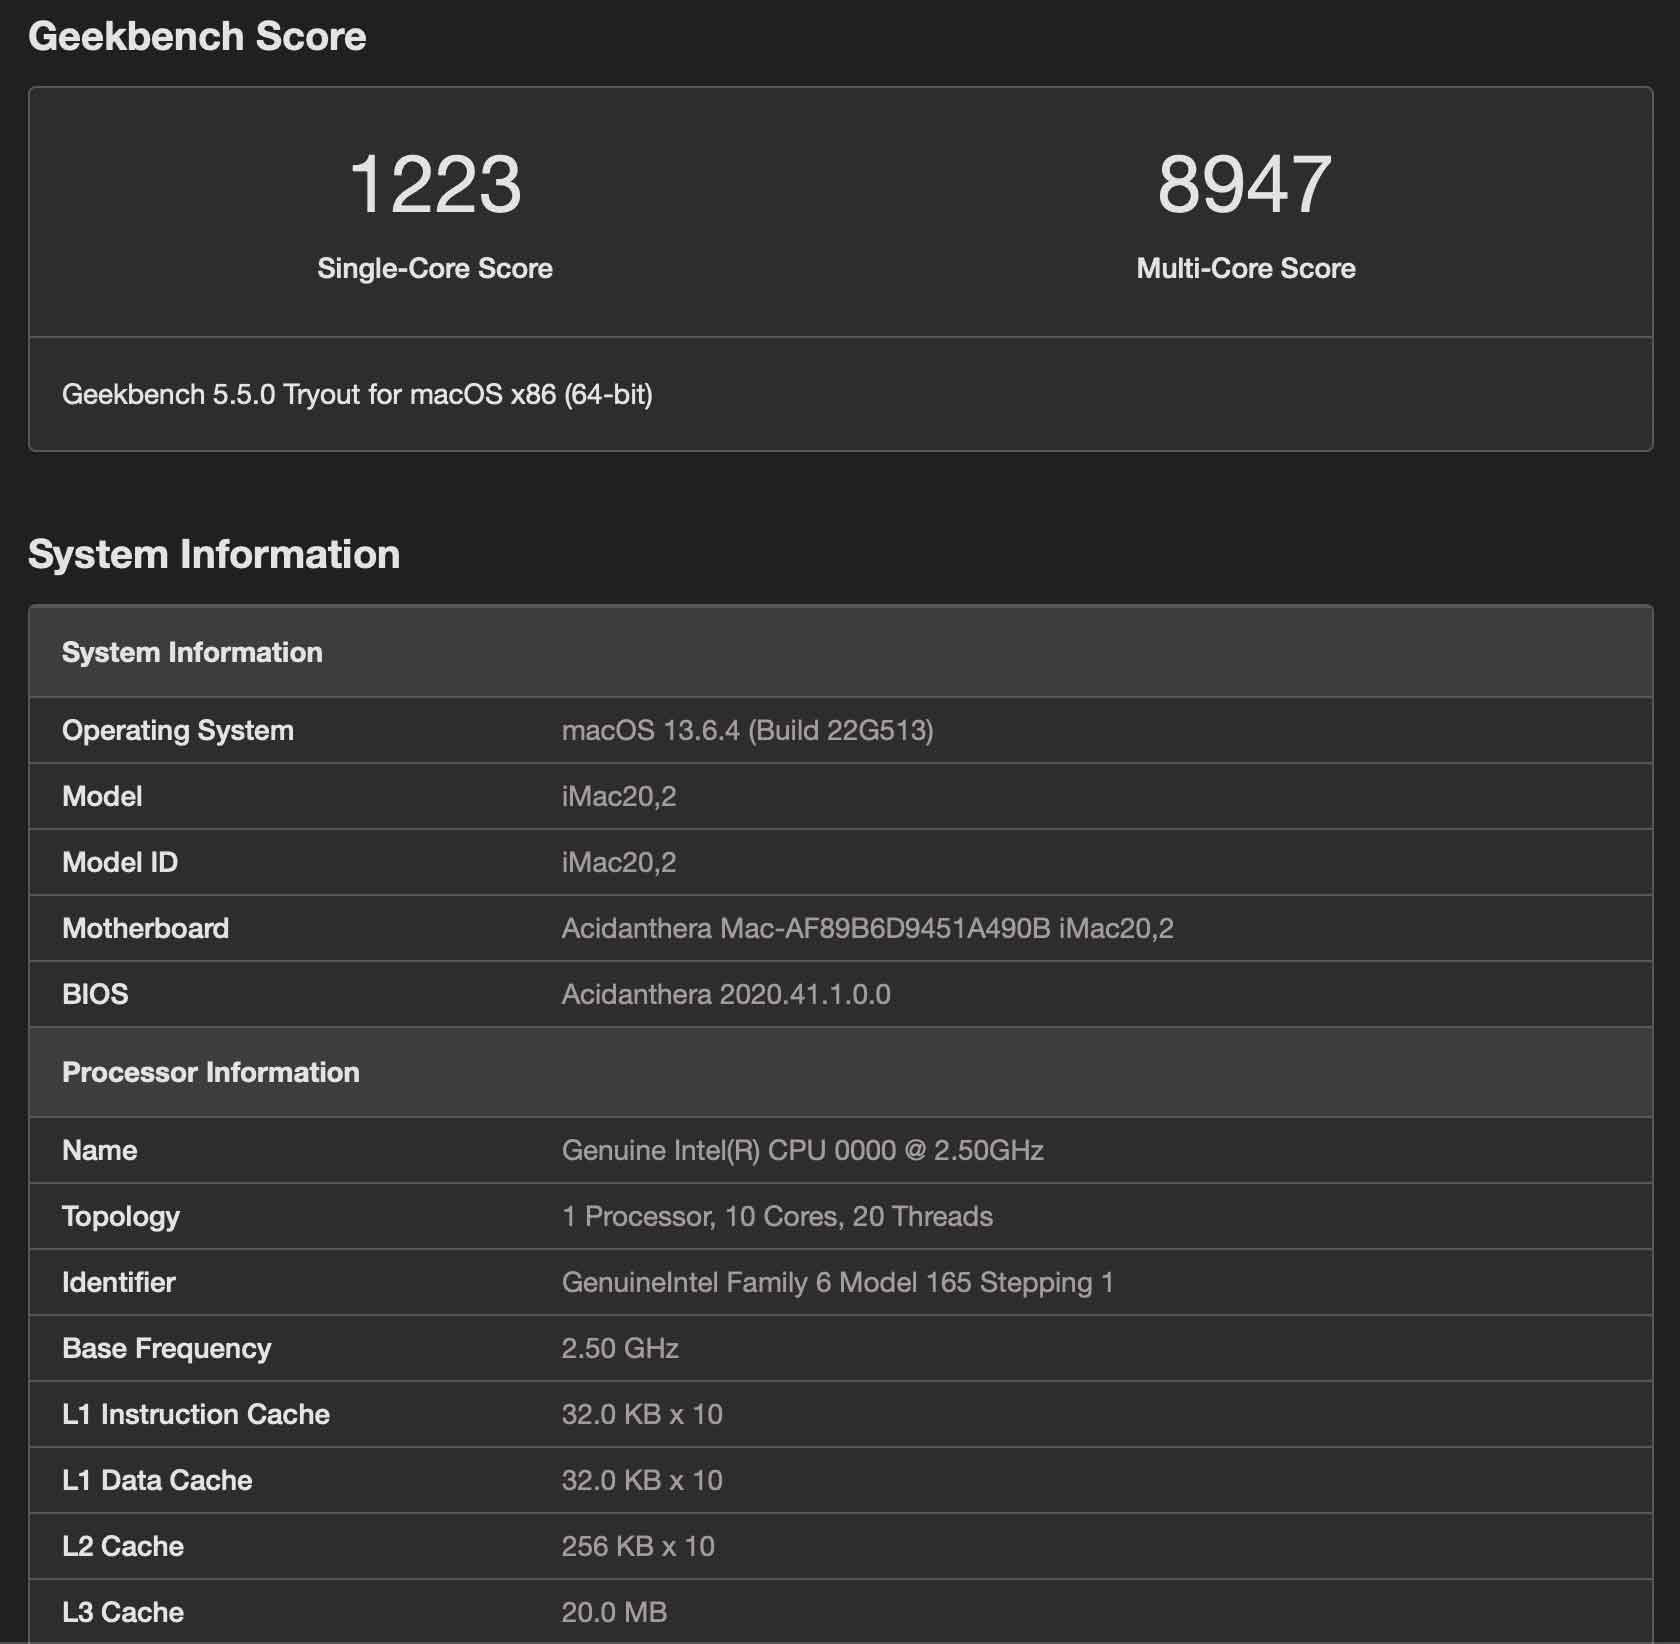 Geekbench Score
1223 8947
Single-Core Score Multi-Core Score
Geekbench 5.5.0 Tryout for macOS x86 (64-bit)
System Information
System Information
Operating System macOS 13.6.4 (Build 22G513)
Model iMac20,2
Model ID iMac20,2
Motherboard Acidanthera Mac-AF89B6D9451A490B iMac20,2
BIOS Acidanthera 2020.41.1.0.0
Processor Information
Name Genuine Intel(R) CPU 0000 @ 2.50GHz
Topology 1 Processor, 10 Cores, 20 Threads
Identifier GenuineIntel Family 6 Model 165 Stepping 1
Base Frequency 2.50 GHz
L1 Instruction Cache 32.0 KB x 10
L1 Data Cache 32.0 KB x 10
L2 Cache 256 KB x 10
L3 Cache 20.0 MB